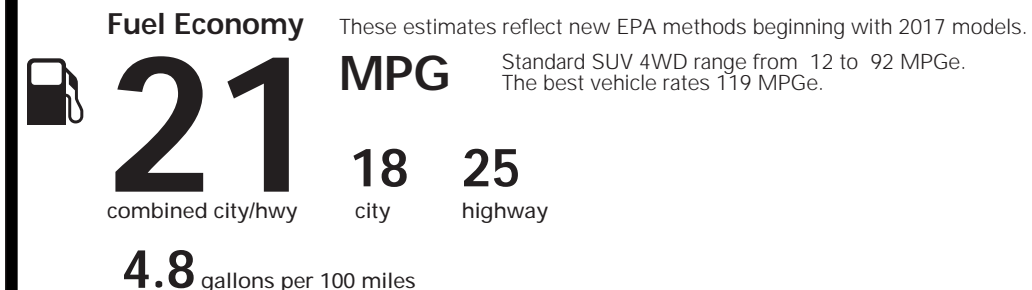 Fuel Economy
These estimates reflect new EPA methods beginning with 2017 models.
21 MPG
Standard SUV 4WD range from 12 to 92 MPGe.
The best vehicle rates 119 MPGe.
18 25
combined city/hwy city highway
4.8 gallons per 100 miles